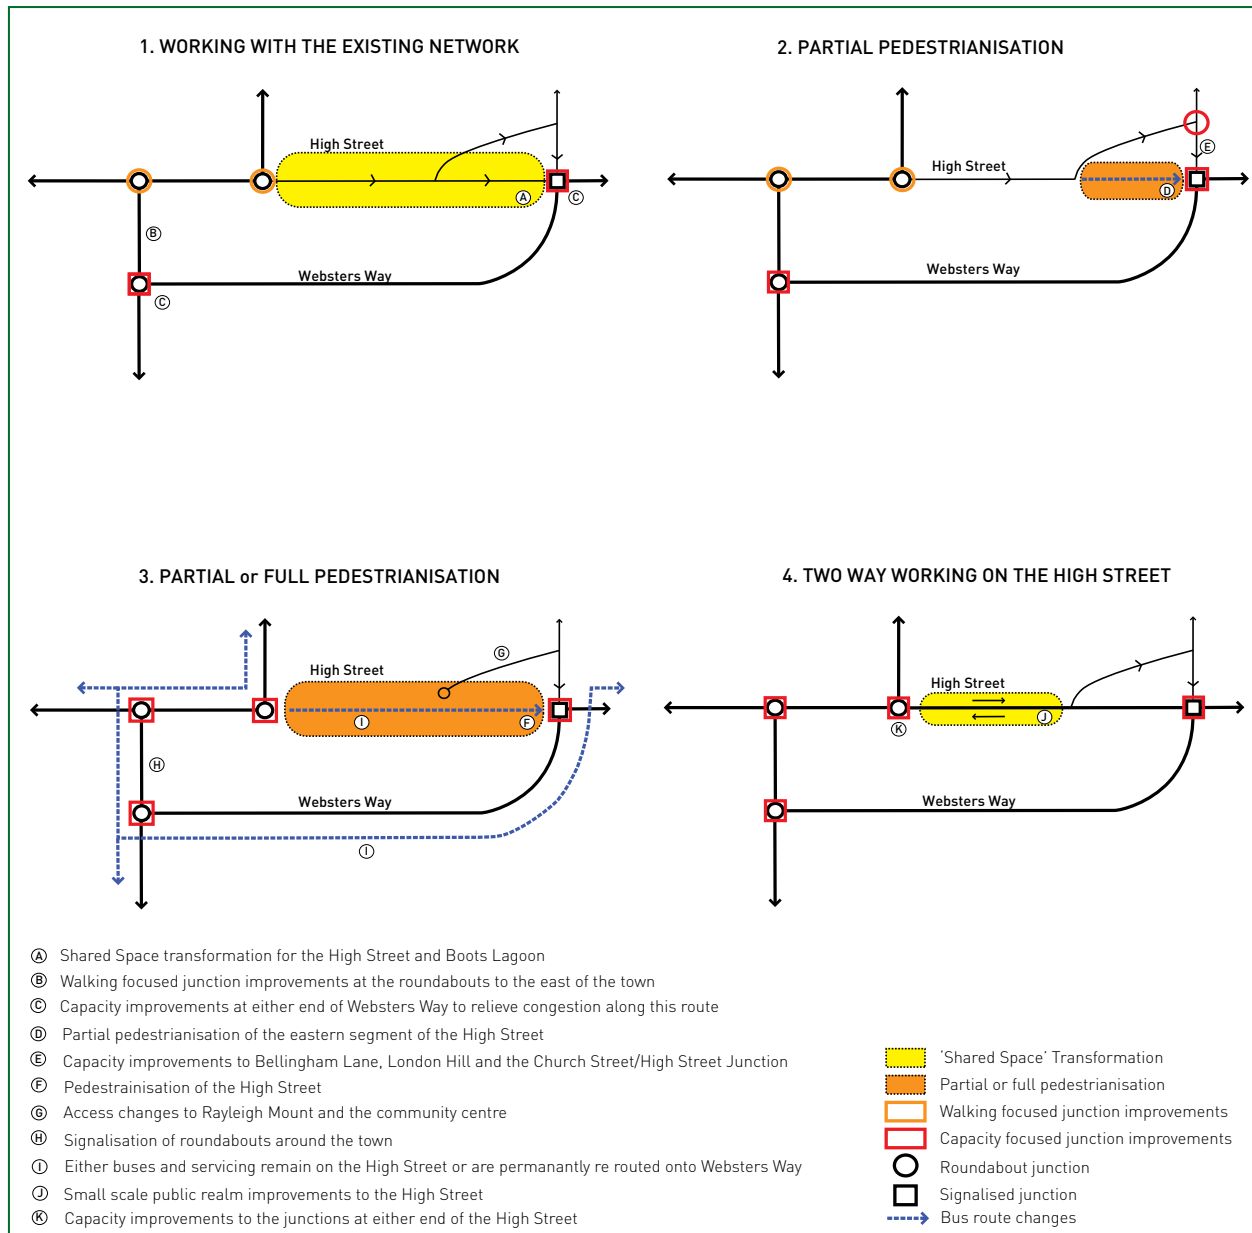 1. WORKING WITH THE EXISTING NETWORK
High Street
A
C
B
Websters Way
C
2. PARTIAL PEDESTRIANISATION
E
High Street
D
Websters Way
3. PARTIAL or FULL PEDESTRIANISATION
G
High Street
I
F
H
Websters Way
I
4. TWO WAY WORKING ON THE HIGH STREET
High Street
J
K
Websters Way
A Shared Space transformation for the High Street and Boots Lagoon
B Walking focused junction improvements at the roundabouts to the east of the town
C Capacity improvements at either end of Websters Way to relieve congestion along this route
D Partial pedestrianisation of the eastern segment of the High Street
E Capacity improvements to Bellingham Lane, London Hill and the Church Street/High Street Junction
F Pedestrainisation of the High Street
G Access changes to Rayleigh Mount and the community centre
H Signalisation of roundabouts around the town
I Either buses and servicing remain on the High Street or are permanantly re routed onto Websters Way
J Small scale public realm improvements to the High Street
K Capacity improvements to the junctions at either end of the High Street
'Shared Space' Transformation
Partial or full pedestrianisation
Walking focused junction improvements
Capacity focused junction improvements
Roundabout junction
Signalised junction
Bus route changes